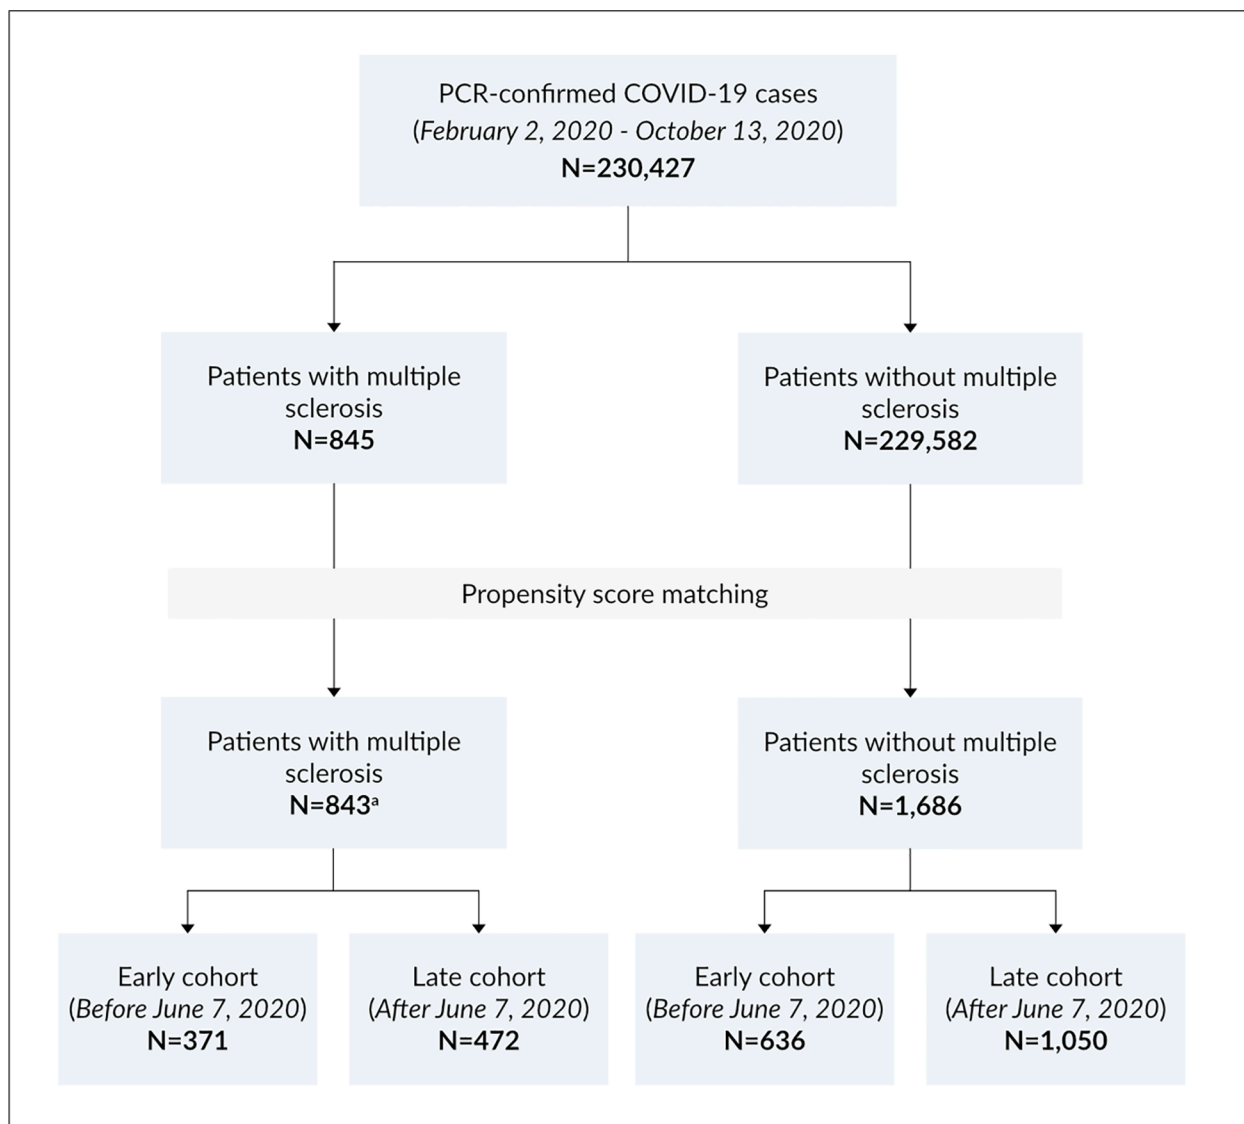 PCR-confirmed COVID-19 cases
(February 2, 2020 - October 13, 2020)
N=230,427
Patients with multiple
sclerosis
N=845
Patients without multiple
sclerosis
N=229,582
Propensity score matching
Patients with multiple
sclerosis
N=843ᵃ
Patients without multiple
sclerosis
N=1,686
Early cohort
(Before June 7, 2020)
N=371
Late cohort
(After June 7, 2020)
N=472
Early cohort
(Before June 7, 2020)
N=636
Late cohort
(After June 7, 2020)
N=1,050